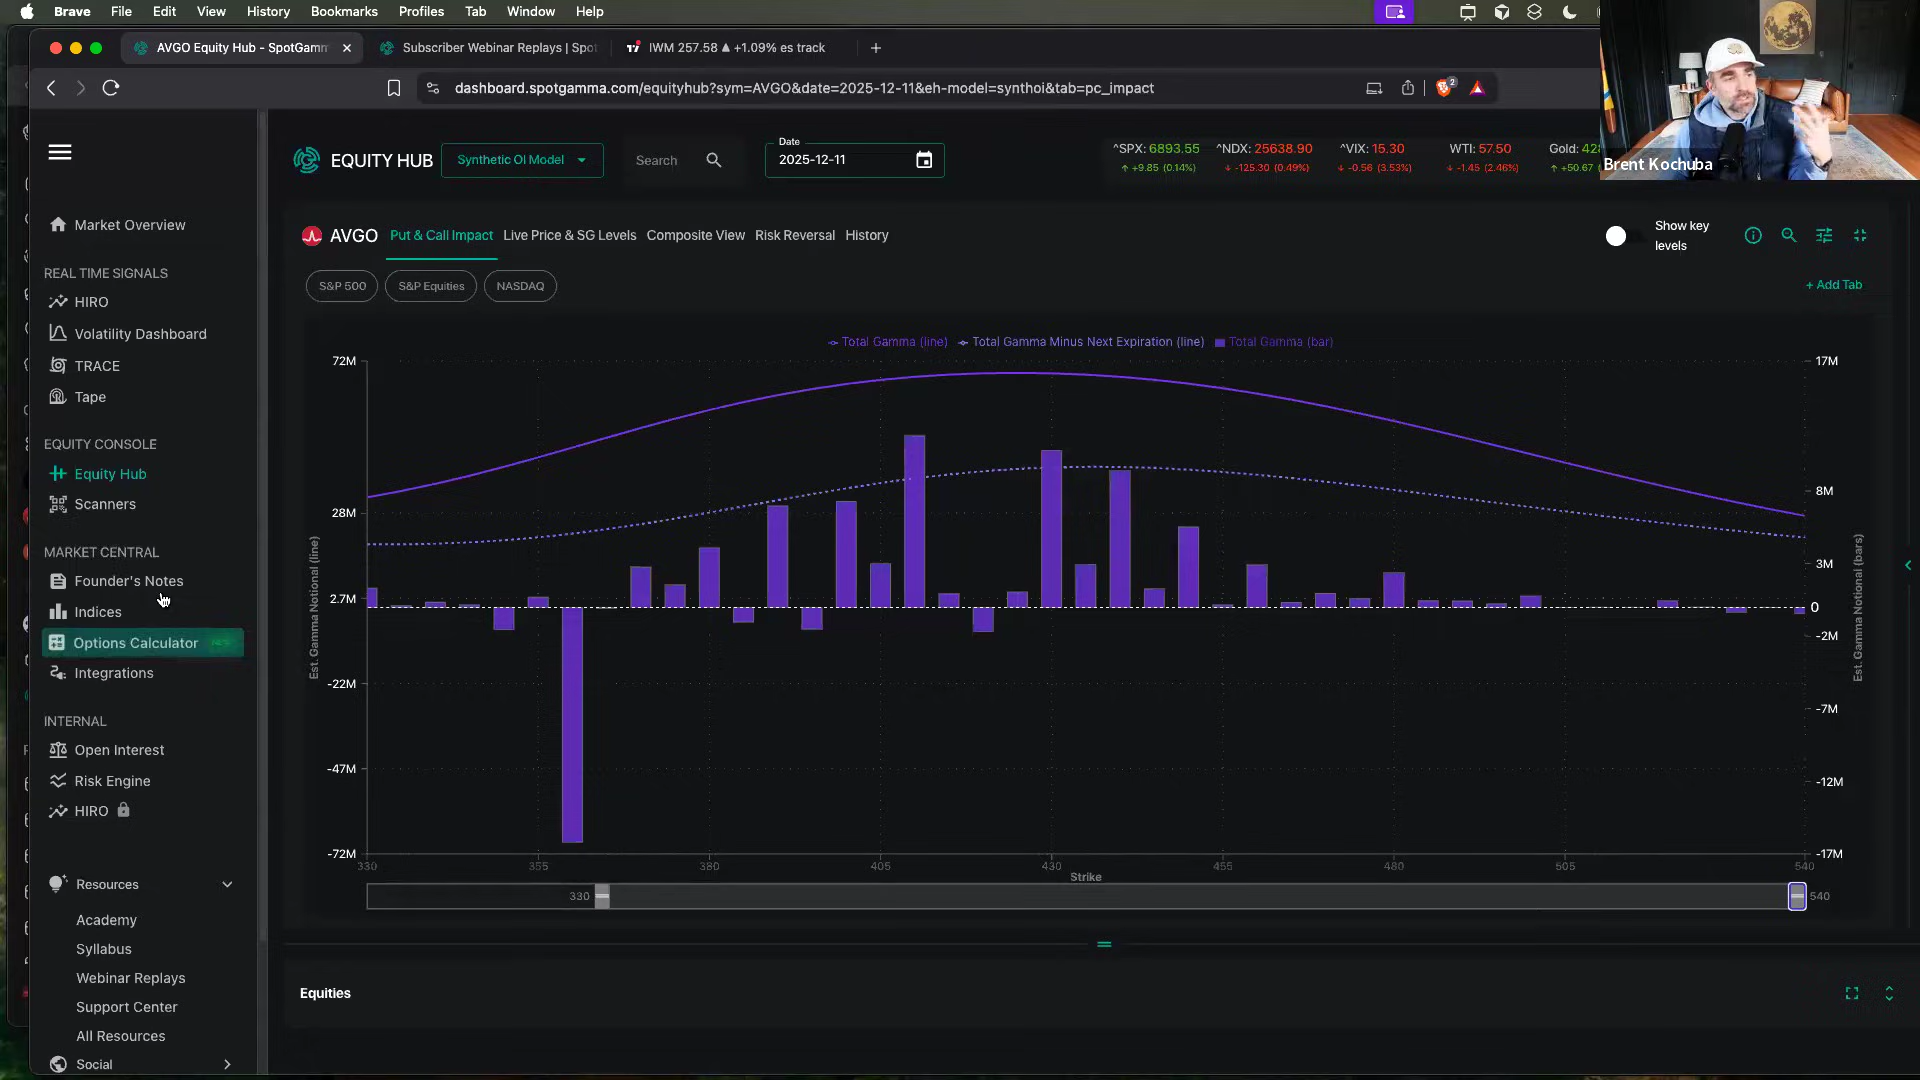 Brave File Edit View History Bookmarks Profiles Tab Window Help
AVGO Equity Hub - SpotGamm
Subscriber Webinar Replays | Spot
IWM 257.58 ▲ +1.09% es track
dashboard.spotgamma.com/equityhub?sym=AVGO&date=2025-12-11&eh-model=synthoi&tab=pc_impact
2
Brent Kochuba
EQUITY HUB
Synthetic OI Model
Search
Date
2025-12-11
^SPX: 6893.55
+9.85 (0.14%)
^NDX: 25638.90
-125.30 (0.49%)
^VIX: 15.30
-0.56 (3.53%)
WTI: 57.50
-1.45 (2.46%)
Gold: 428
+50.67
Market Overview
REAL TIME SIGNALS
HIRO
Volatility Dashboard
TRACE
Tape
EQUITY CONSOLE
Equity Hub
Scanners
MARKET CENTRAL
Founder's Notes
Indices
Options Calculator NEW
Integrations
INTERNAL
Open Interest
Risk Engine
HIRO
Resources
Academy
Syllabus
Webinar Replays
Support Center
All Resources
Social
AVGO
Put & Call Impact
Live Price & SG Levels
Composite View
Risk Reversal
History
Show key
levels
S&P 500
S&P Equities
NASDAQ
+ Add Tab
Total Gamma (line)
Total Gamma Minus Next Expiration (line)
Total Gamma (bar)
72M
28M
2.7M
-22M
-47M
-72M
Est. Gamma Notional (line)
17M
8M
3M
0
-2M
-7M
-12M
-17M
Est. Gamma Notional (bars)
330 355 380 405 430 455 480 505 540
Strike
330
540
Equities